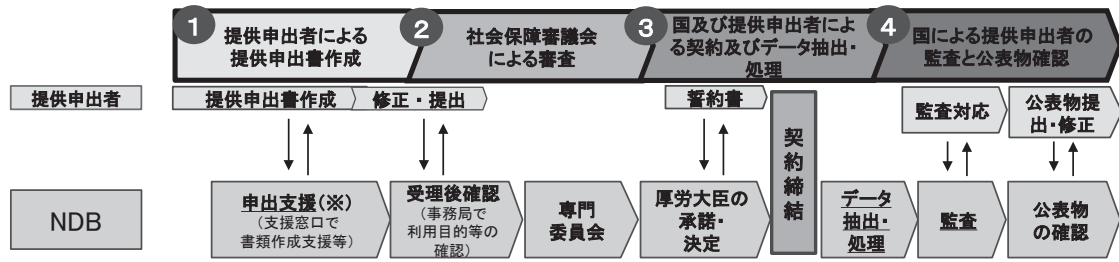 1
提供申出者による
提供申出書作成
2
社会保障審議会
による審査
3
国及び提供申出者によ
る契約及びデータ抽出・
処理
4
国による提供申出者の
監査と公表物確認
提供申出者
提供申出書作成
修正・提出
誓約書
契約締結
監査対応
公表物提
出・修正
NDB
申出支援(※)
(支援窓口で
書類作成支援等)
受理後確認
(事務局で
利用目的等の
確認)
専門
委員会
厚労大臣の
承諾・
決定
データ
抽出・
処理
監査
公表物
の確認